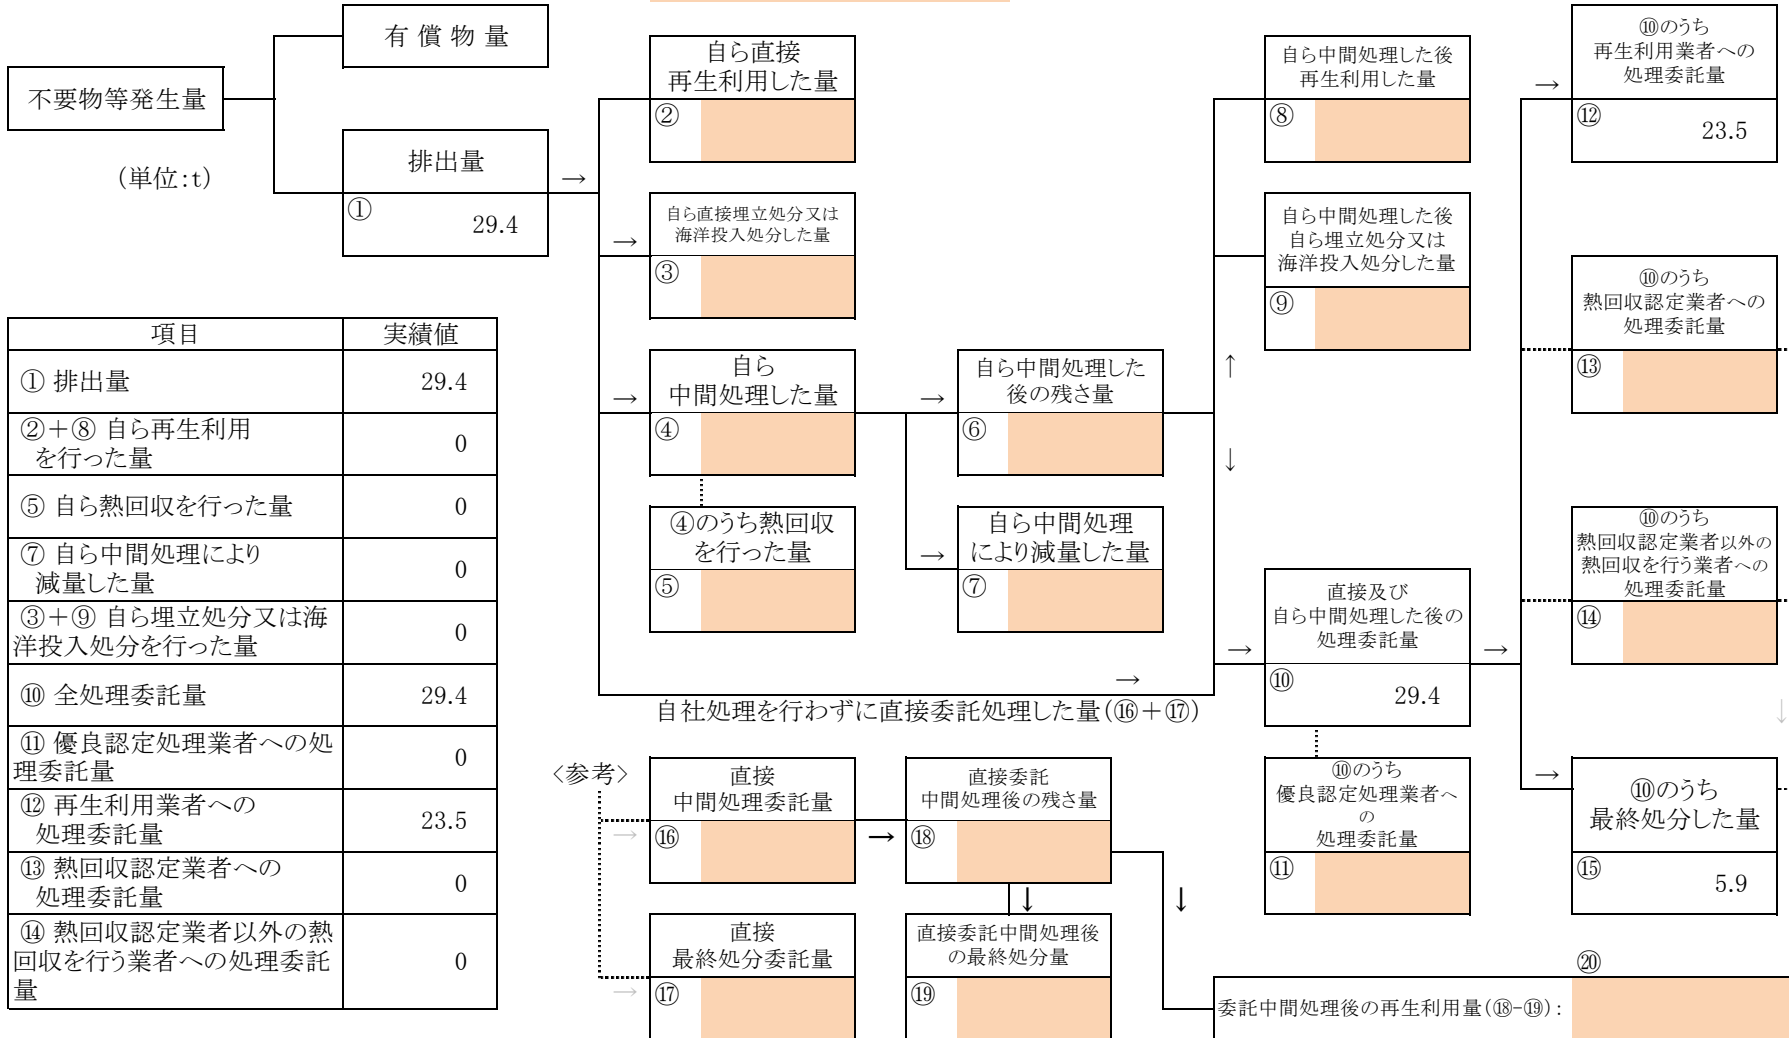 有 償 物 量
不要物等発生量
(単位:t)
排出量
①
29.4
→
自ら直接
再生利用した量
②
→
自ら直接埋立処分又は
海洋投入処分した量
③
→
自ら
中間処理した量
④
④のうち熱回収
を行った量
⑤
→
自ら中間処理した
後の残さ量
⑥
→
自ら中間処理
により減量した量
⑦
↑
↓
自ら中間処理した後
再生利用した量
⑧
自ら中間処理した後
自ら埋立処分又は
海洋投入処分した量
⑨
→
直接及び
自ら中間処理した後の
処理委託量
⑩
29.4
→
→
自社処理を行わずに直接委託処理した量(⑯+⑰)
⑩のうち
優良認定処理業者へ
の
処理委託量
⑪
→
⑩のうち
再生利用業者への
処理委託量
⑫
23.5
⑩のうち
熱回収認定業者への
処理委託量
⑬
⑩のうち
熱回収認定業者以外の
熱回収を行う業者への
処理委託量
⑭
↓
→
⑩のうち
最終処分した量
⑮
5.9
項目 実績値
① 排出量 29.4
②+⑧ 自ら再生利用
を行った量 0
⑤ 自ら熱回収を行った量 0
⑦ 自ら中間処理により
減量した量 0
③+⑨ 自ら埋立処分又は海
洋投入処分を行った量 0
⑩ 全処理委託量 29.4
⑪ 優良認定処理業者への処
理委託量 0
⑫ 再生利用業者への
処理委託量 23.5
⑬ 熱回収認定業者への
処理委託量 0
⑭ 熱回収認定業者以外の熱
回収を行う業者への処理委託
量 0
<参考>
→
直接
中間処理委託量
⑯
→
直接委託
中間処理後の残さ量
⑱
↓
↓
→
直接
最終処分委託量
⑰
直接委託中間処理後
の最終処分量
⑲
⑳
委託中間処理後の再生利用量(⑱-⑲):